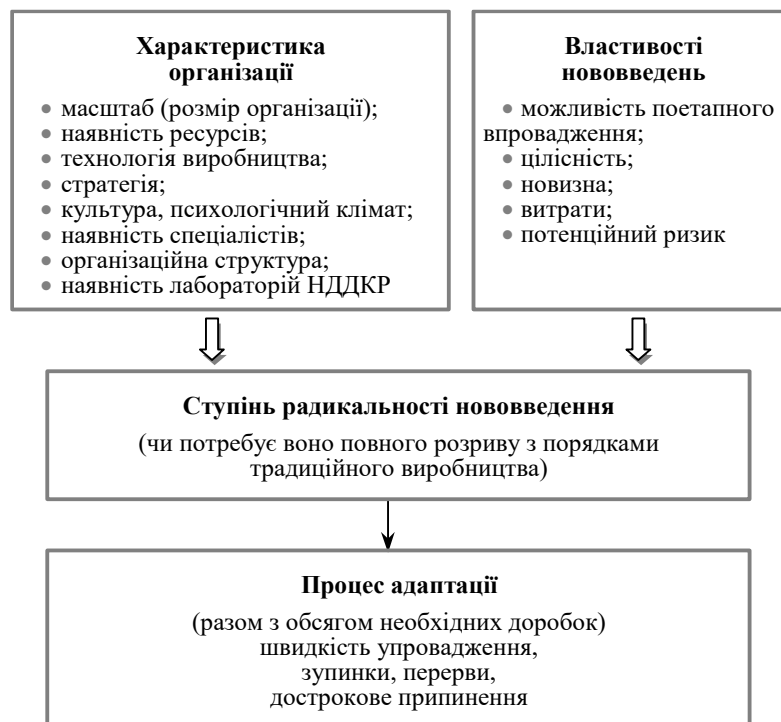 Характеристика
організації
● масштаб (розмір організації);
● наявність ресурсів;
● технологія виробництва;
● стратегія;
● культура, психологічний клімат;
● наявність спеціалістів;
● організаційна структура;
● наявність лабораторій НДДКР
Властивості
нововведень
● можливість поетапного
впровадження;
● цілісність;
● новизна;
● витрати;
● потенційний ризик
Ступінь радикальності нововведення
(чи потребує воно повного розриву з порядками
традиційного виробництва)
Процес адаптації
(разом з обсягом необхідних доробок)
швидкість упровадження,
зупинки, перерви,
дострокове припинення